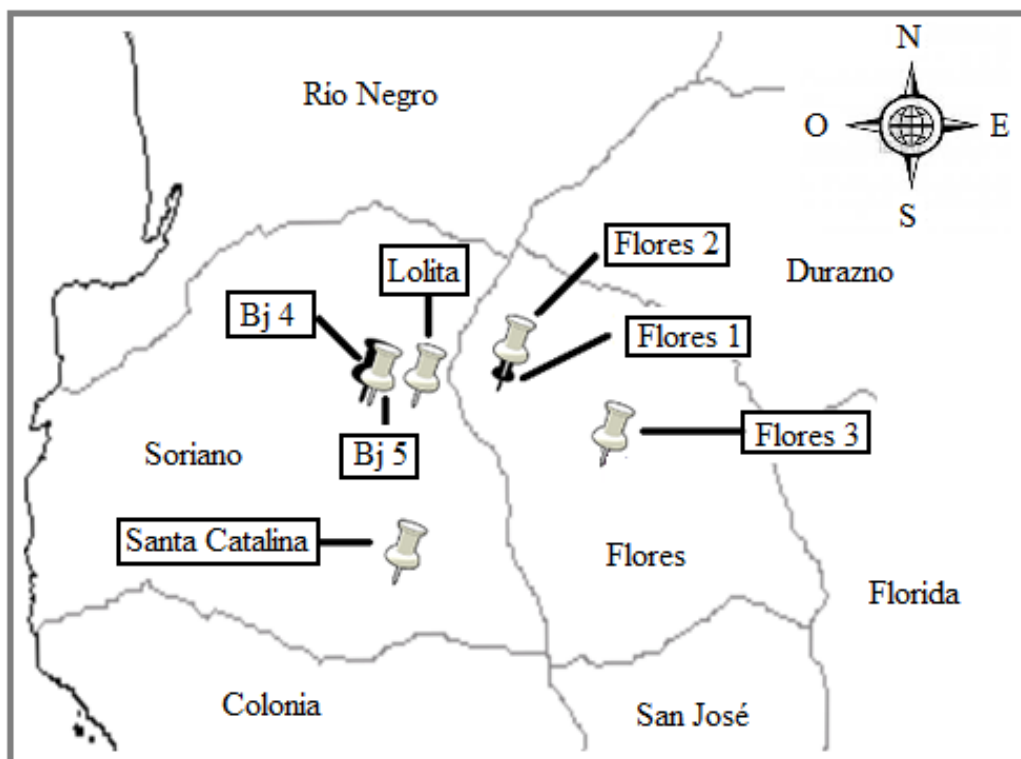 N
Río Negro
O
E
S
Flores 2
Lolita
Durazno
Bj 4
Flores 1
Flores 3
Soriano
Bj 5
Santa Catalina
Flores
Florida
Colonia
San José